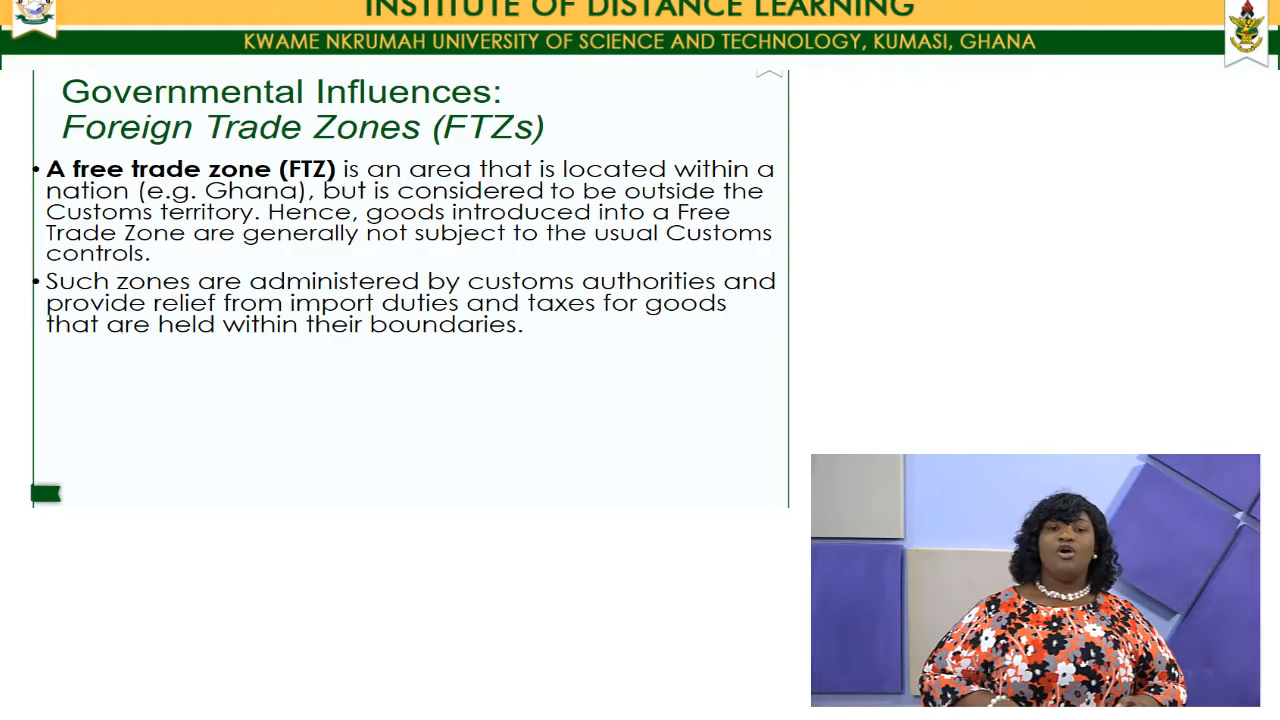 INSTITUTE OF DISTANCE LEARNING
KWAME NKRUMAH UNIVERSITY OF SCIENCE AND TECHNOLOGY, KUMASI, GHANA
Governmental Influences:
Foreign Trade Zones (FTZs)
• A free trade zone (FTZ) is an area that is located within a
nation (e.g. Ghana), but is considered to be outside the
Customs territory. Hence, goods introduced into a Free
Trade Zone are generally not subject to the usual Customs
controls.
• Such zones are administered by customs authorities and
provide relief from import duties and taxes for goods
that are held within their boundaries.